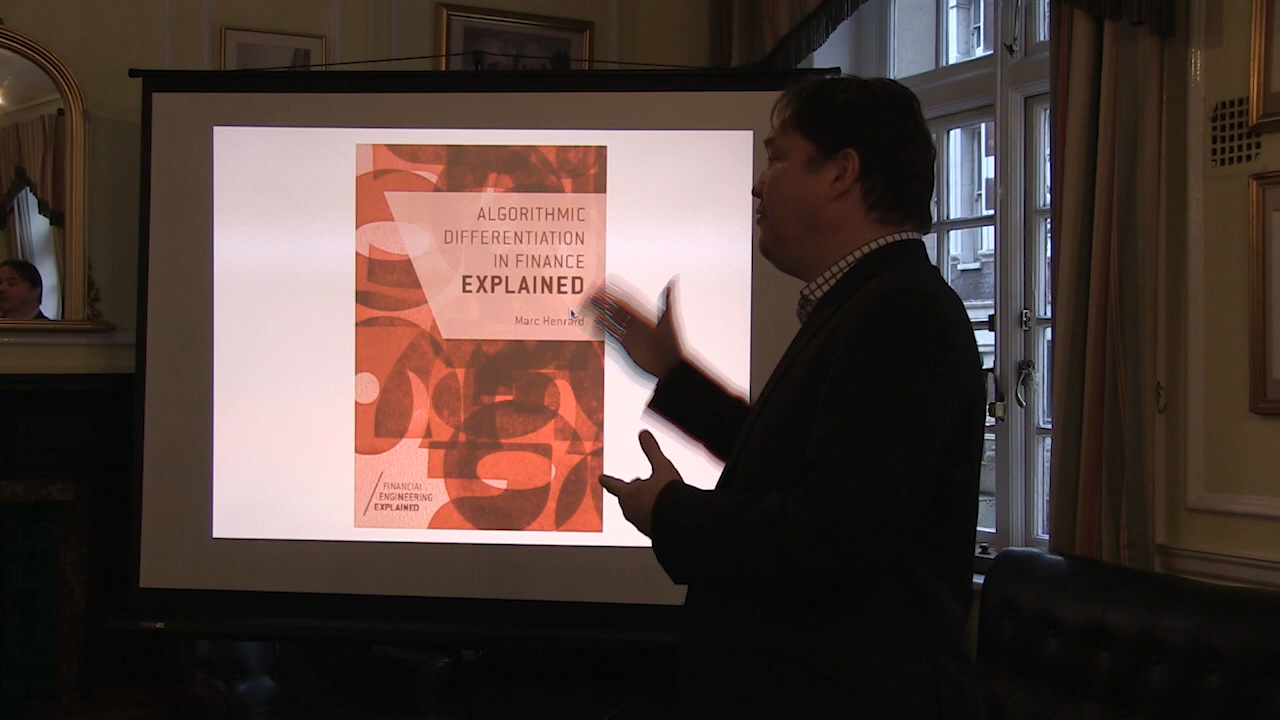 ALGORITHMIC
DIFFERENTIATION
IN FINANCE
EXPLAINED
Marc Henrard
FINANCIAL
ENGINEERING
EXPLAINED